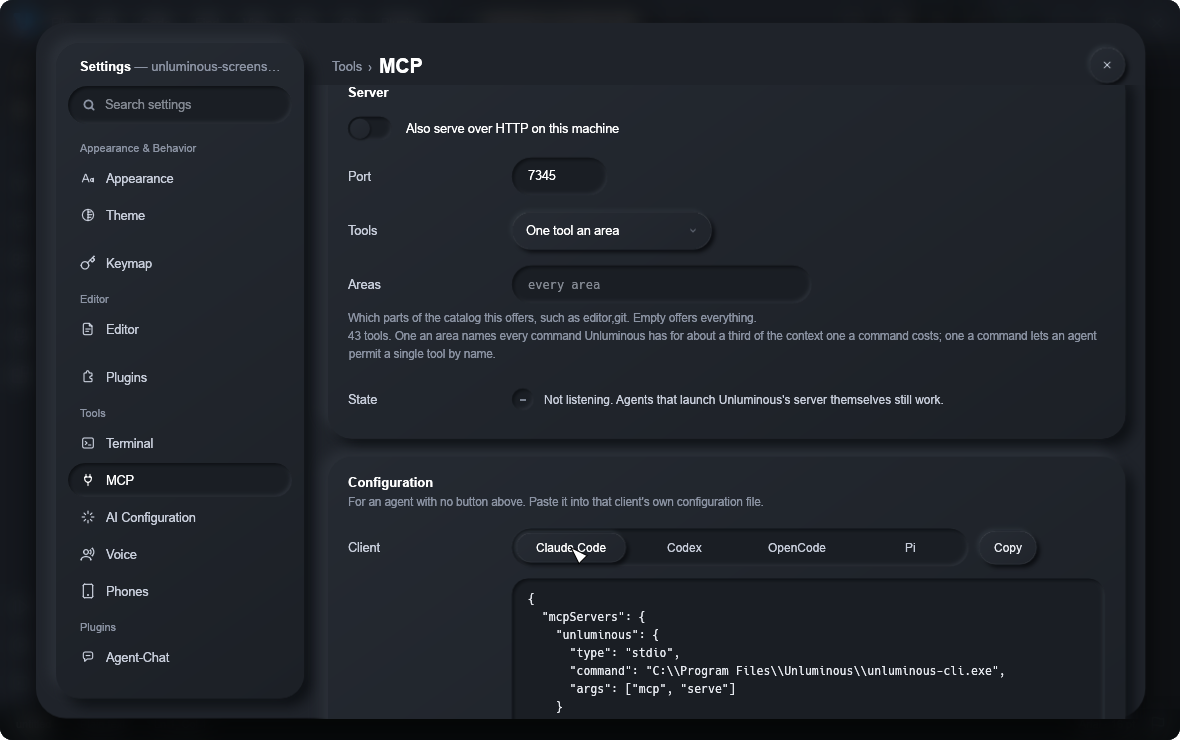 Settings — unluminous-screens...
Search settings
Appearance & Behavior
Appearance
Theme
Keymap
Editor
Editor
Plugins
Tools
Terminal
MCP
AI Configuration
Voice
Phones
Plugins
Agent-Chat
Tools › MCP
Server
Also serve over HTTP on this machine
Port
7345
Tools
One tool an area
Areas
every area
Which parts of the catalog this offers, such as editor,git. Empty offers everything.
43 tools. One an area names every command Unluminous has for about a third of the context one a command costs; one a command lets an agent
permit a single tool by name.
State
Not listening. Agents that launch Unluminous's server themselves still work.
Configuration
For an agent with no button above. Paste it into that client's own configuration file.
Client
Claude Code
Codex
OpenCode
Pi
Copy
{
"mcpServers": {
"unluminous": {
"type": "stdio",
"command": "C:\\Program Files\\Unluminous\\unluminous-cli.exe",
"args": ["mcp", "serve"]
}